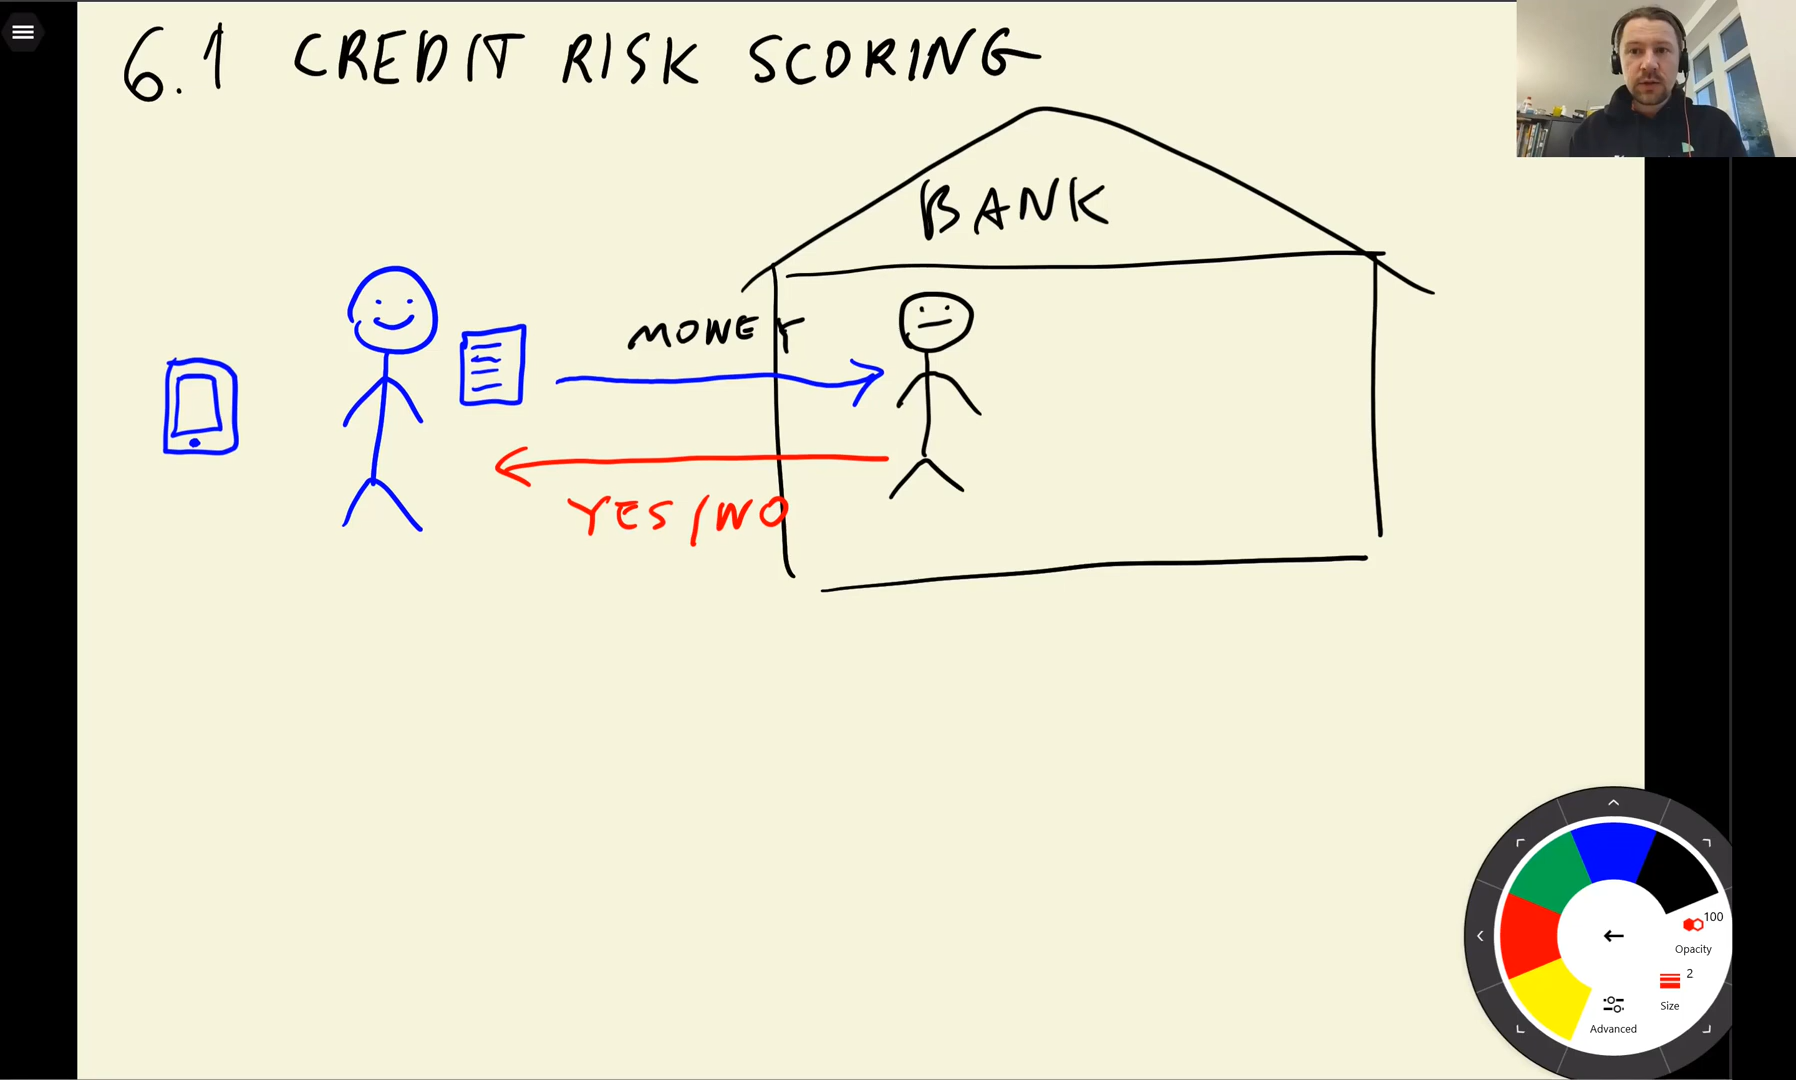 6.1 CREDIT RISK SCORING
BANK
MONEY
YES/NO
100
Opacity
2
Size
Advanced